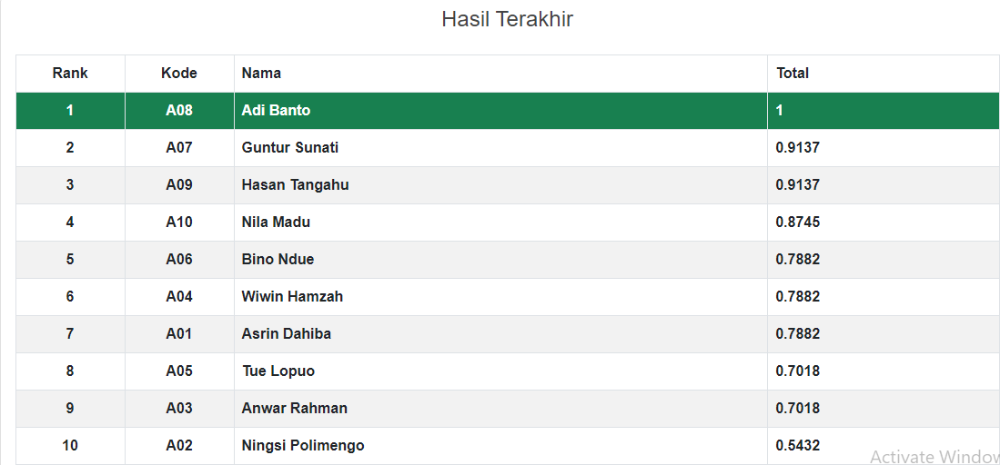 Hasil Terakhir
Rank Kode Nama Total
1 A08 Adi Banto 1
2 A07 Guntur Sunati 0.9137
3 A09 Hasan Tangahu 0.9137
4 A10 Nila Madu 0.8745
5 A06 Bino Ndue 0.7882
6 A04 Wiwin Hamzah 0.7882
7 A01 Asrin Dahiba 0.7882
8 A05 Tue Lopuo 0.7018
9 A03 Anwar Rahman 0.7018
10 A02 Ningsi Polimengo 0.5432
Activate Window